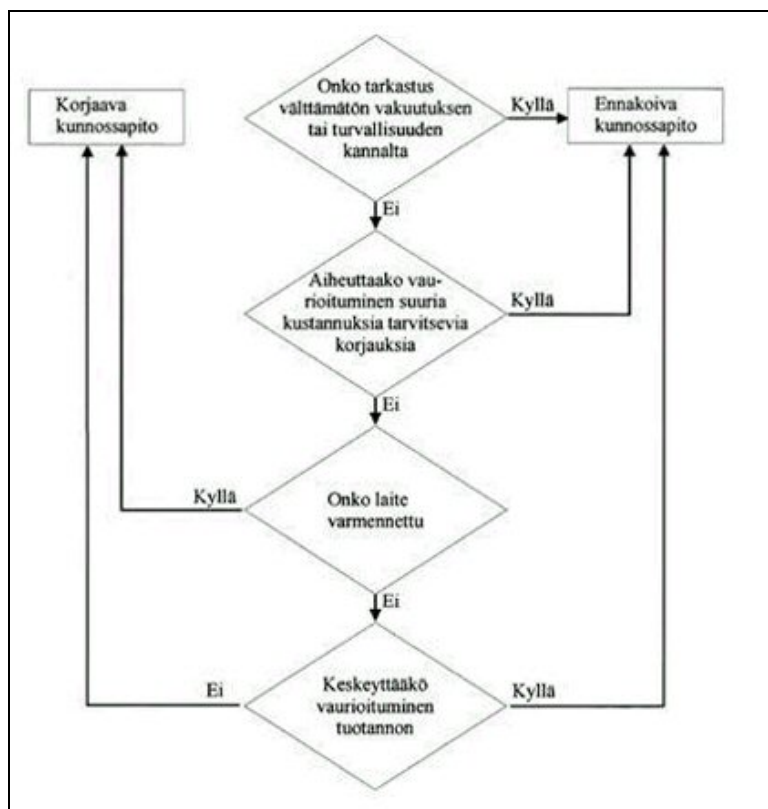 Onko tarkastus
välttämätön vakuutuksen
tai turvallisuuden
kannalta
Kyllä
Ennakoiva
kunnossapito
Korjaava
kunnossapito
Ei
Aiheuttaako vau-
rioituminen suuria
kustannuksia tarvitsevia
korjauksia
Kyllä
Ei
Onko laite
varmennettu
Kyllä
Ei
Keskeyttääkö
vaurioituminen
tuotannon
Ei
Kyllä